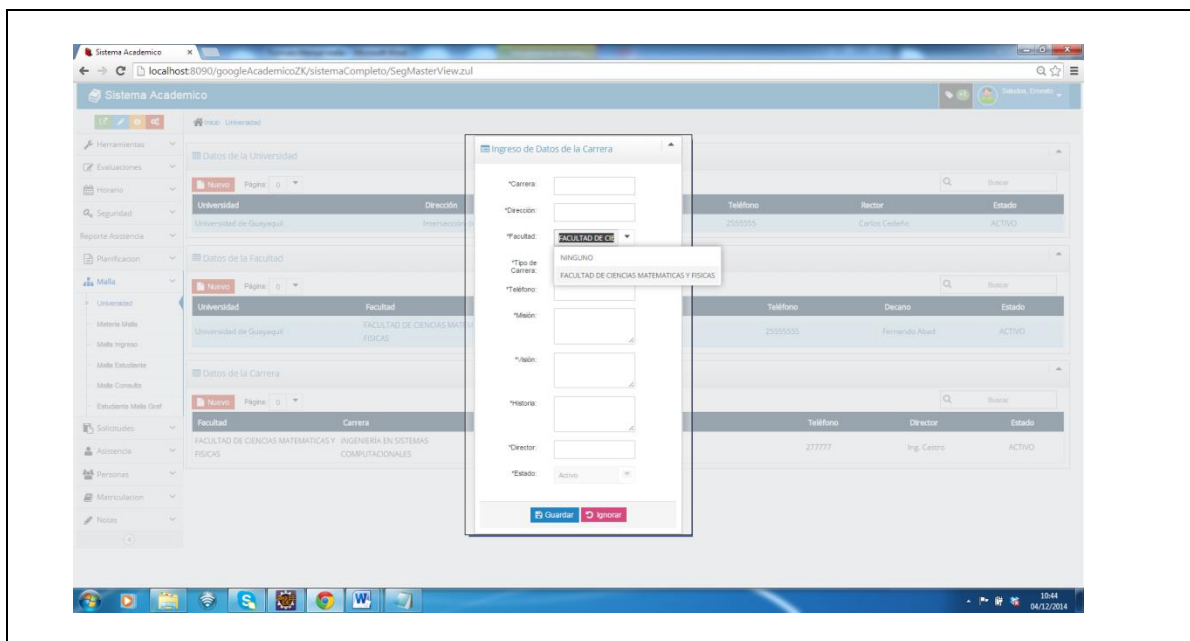 Sistema Academico
localhost:8090/googleAcademicoZK/sistemaCompleto/SegMasterView.zul
Sistema Academico
Inicio Universidad
Herramientas
Evaluaciones
Horario
Seguridad
Reporte Asistencia
Planificacion
Malla
Universidad
Materia Malla
Malla Ingreso
Malla Estudiante
Malla Consulta
Estudiante Malla Graf
Solicitudes
Asistencia
Personas
Matriculacion
Notas
Datos de la Universidad
Nuevo Página: 0 Buscar
Universidad Dirección Teléfono Rector Estado
Universidad de Guayaquil 2555555 Carlos Cedeño ACTIVO
Datos de la Facultad
Nuevo Página: 0 Buscar
Universidad Facultad Teléfono Decano Estado
Universidad de Guayaquil FACULTAD DE CIENCIAS 25555555 Fernando Abad ACTIVO
FISICAS
Datos de la Carrera
Nuevo Página: 0 Buscar
Facultad Carrera Teléfono Director Estado
FACULTAD DE CIENCIAS MATEMATICAS Y INGENIERÍA EN SISTEMAS 277777 Ing. Castro ACTIVO
FISICAS COMPUTACIONALES
Ingreso de Datos de la Carrera
*Carrera:
*Dirección:
*Facultad: FACULTAD DE CIE
NINGUNO
FACULTAD DE CIENCIAS MATEMATICAS Y FISICAS
*Tipo de
Carrera:
*Teléfono:
*Misión:
*Visión:
*Historia:
*Director:
*Estado: Activo
Guardar Ignorar
10:44
04/12/2014